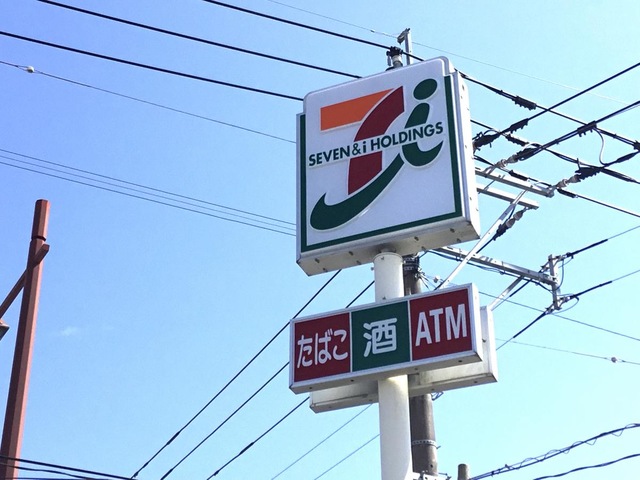 SEVEN & i HOLDINGS
たばこ 酒 ATM